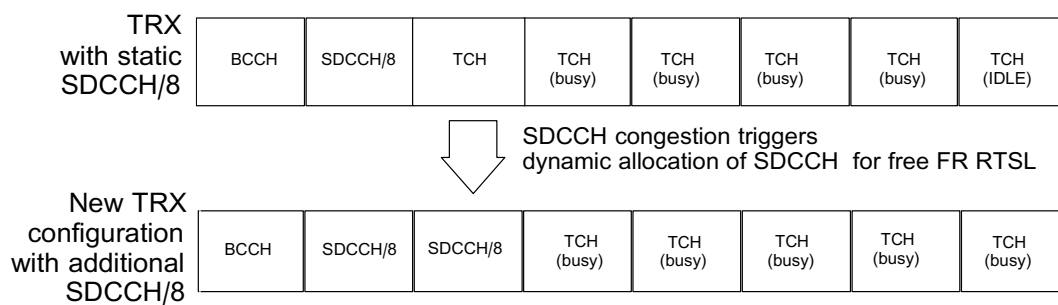 TRX
with static
SDCCH/8
BCCH SDCCH/8 TCH TCH TCH TCH TCH TCH
(busy) (busy) (busy) (busy) (IDLE)
SDCCH congestion triggers
dynamic allocation of SDCCH for free FR RTSL
New TRX
configuration
with additional
SDCCH/8
BCCH SDCCH/8 SDCCH/8 TCH TCH TCH TCH TCH
(busy) (busy) (busy) (busy) (busy)